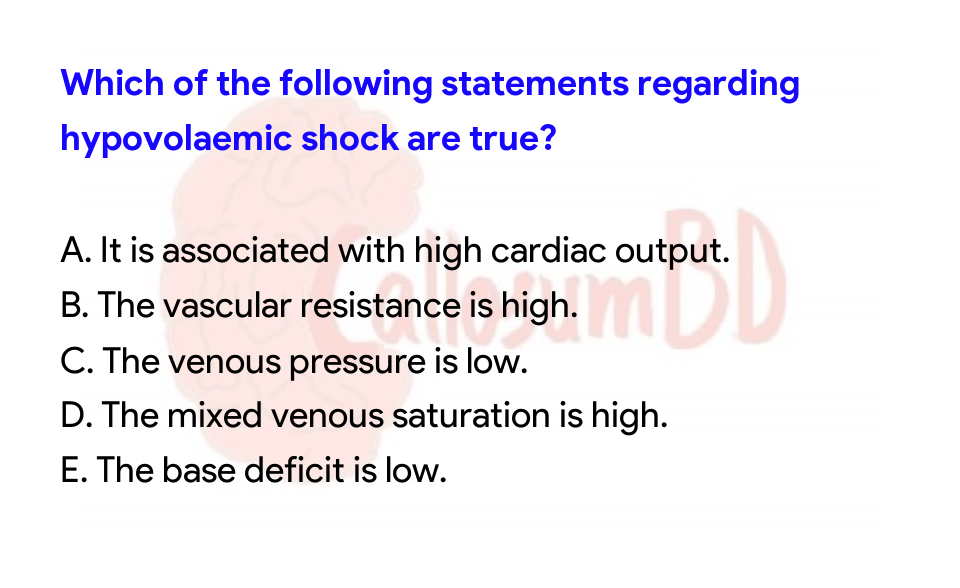 Which of the following statements regarding
hypovolaemic shock are true?
A. It is associated with high cardiac output.
B. The vascular resistance is high.
C. The venous pressure is low.
D. The mixed venous saturation is high.
E. The base deficit is low.
CallosumBD